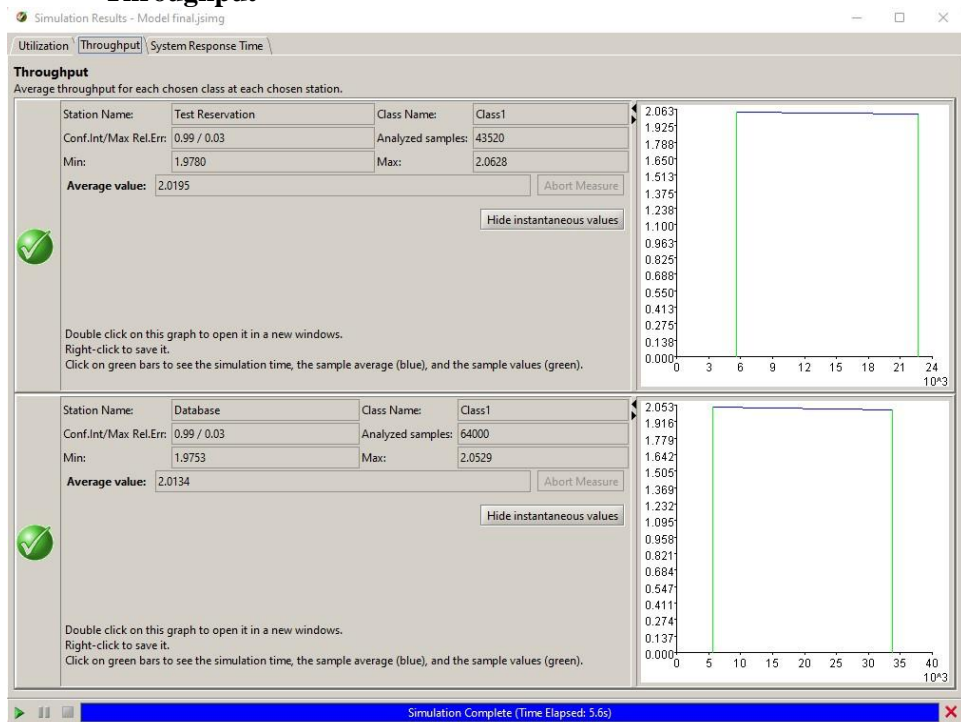 Throughput
Simulation Results - Model final.jsimg
Utilization Throughput System Response Time
Throughput
Average throughput for each chosen class at each chosen station.
Station Name: Test Reservation Class Name: Class1
Conf.Int/Max Rel.Err: 0.99 / 0.03 Analyzed samples: 43520
Min: 1.9780 Max: 2.0628
Average value: 2.0195 Abort Measure
Hide instantaneous values
Double click on this graph to open it in a new windows.
Right-click to save it.
Click on green bars to see the simulation time, the sample average (blue), and the sample values (green).
2.063
1.925
1.788
1.650
1.513
1.375
1.238
1.100
0.963
0.825
0.688
0.550
0.413
0.275
0.138
0.000
0 3 6 9 12 15 18 21 24
10^3
Station Name: Database Class Name: Class1
Conf.Int/Max Rel.Err: 0.99 / 0.03 Analyzed samples: 64000
Min: 1.9753 Max: 2.0529
Average value: 2.0134 Abort Measure
Hide instantaneous values
Double click on this graph to open it in a new windows.
Right-click to save it.
Click on green bars to see the simulation time, the sample average (blue), and the sample values (green).
2.053
1.916
1.779
1.642
1.505
1.369
1.232
1.095
0.958
0.821
0.684
0.547
0.411
0.274
0.137
0.000
0 5 10 15 20 25 30 35 40
10^3
Simulation Complete (Time Elapsed: 5.6s)